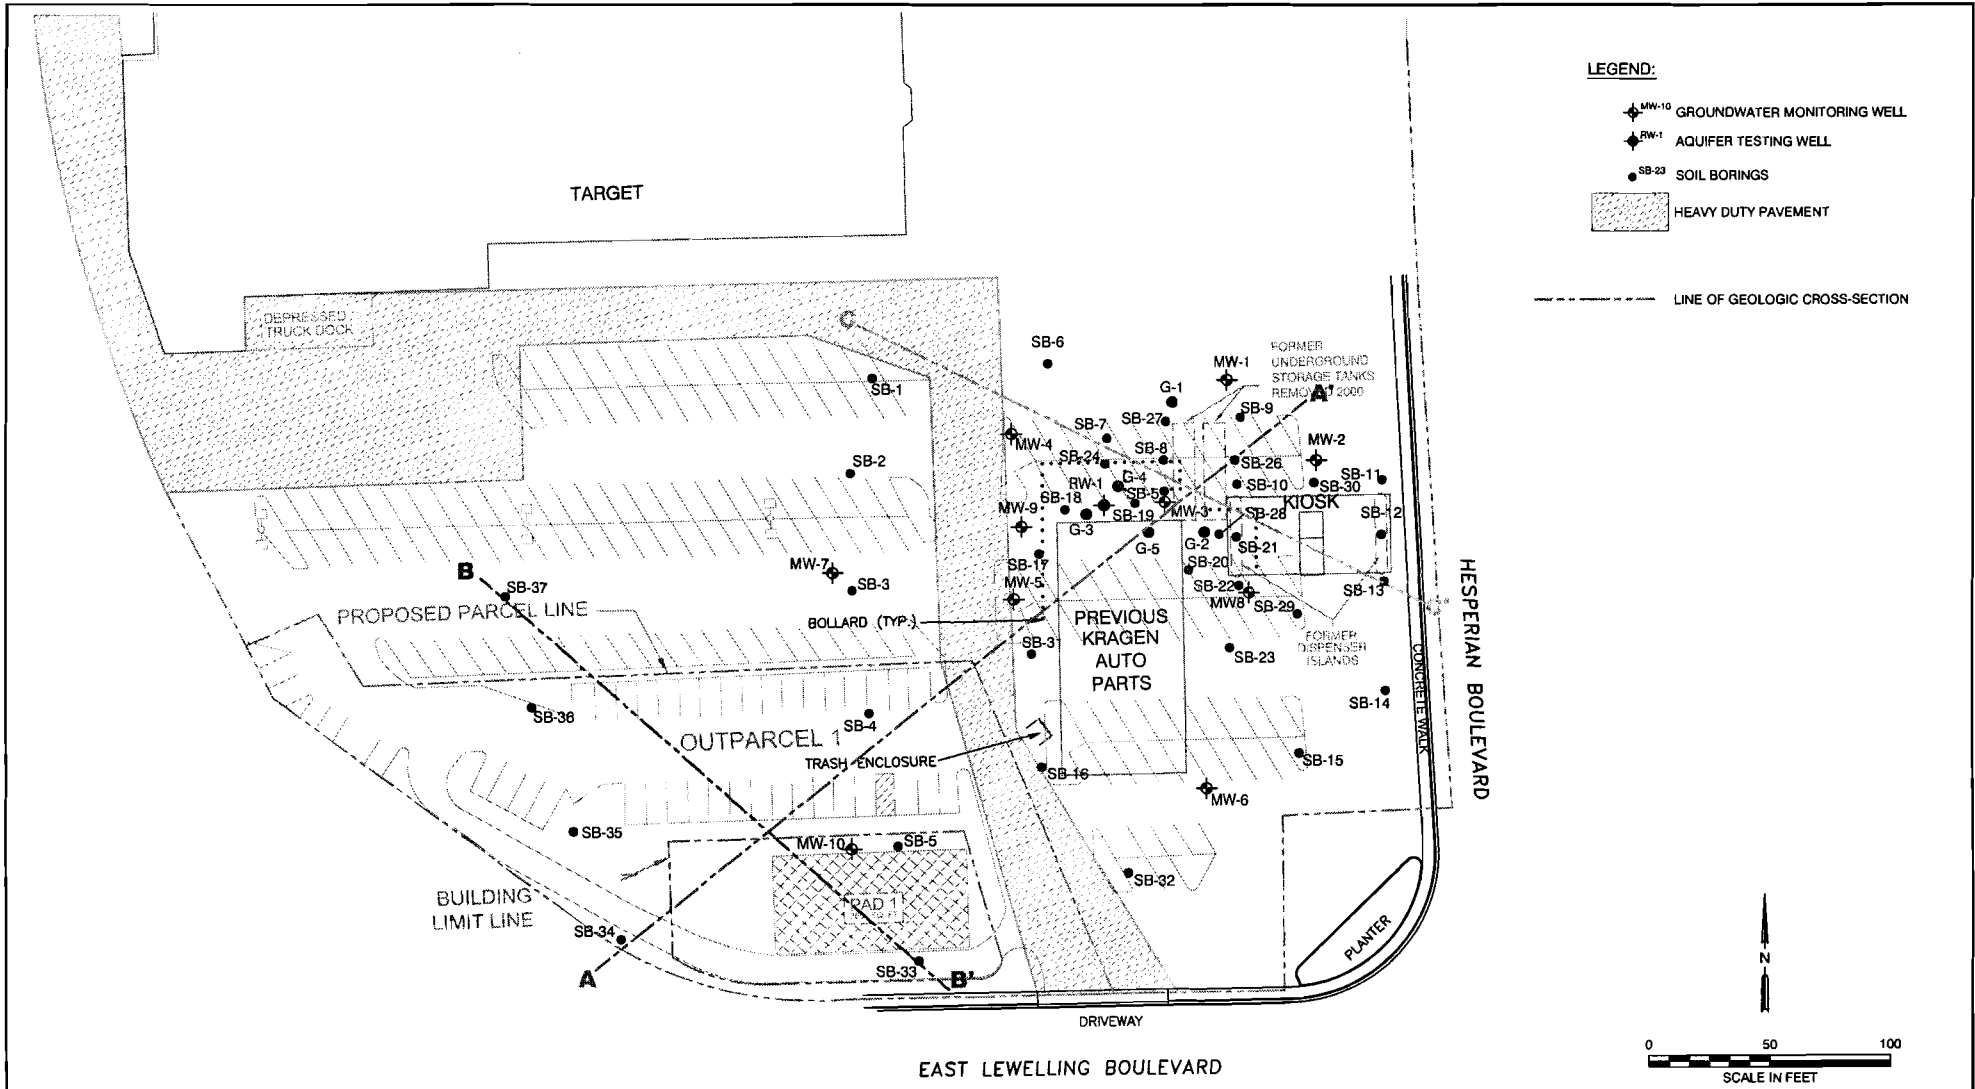 LEGEND:
MW-10 GROUNDWATER MONITORING WELL
RW-1 AQUIFER TESTING WELL
SB-23 SOIL BORINGS
HEAVY DUTY PAVEMENT
LINE OF GEOLOGIC CROSS-SECTION
TARGET
DEPRESSED
TRUCK DOCK
C
SB-6
SB-1
MW-1
FORMER
UNDERGROUND
STORAGE TANKS
REMOVED 2000
A'
G-1
SB-9
SB-27
SB-7
MW-4
MW-2
SB-8
SB-24
SB-26
SB-2
SB-11
SB-30
SB-10
G-4
RW-1
SB-5
SB-18
KIOSK
MW-9
SB-19
MW-3
SB-28
SB-12
G-3
G-5
G-2
SB-21
SB-17
SB-20
MW-7
B
SB-37
SB-3
MW-5
SB-22
MW8
SB-29
SB-13
C'
PROPOSED PARCEL LINE
BOLLARD (TYP.)
PREVIOUS
KRAGEN
AUTO
PARTS
FORMER
DISPENSER
ISLANDS
SB-31
SB-23
HESPERIAN BOULEVARD
CONCRETE WALK
SB-14
SB-36
SB-4
OUTPARCEL 1
TRASH ENCLOSURE
SB-16
SB-15
MW-6
SB-35
MW-10
SB-5
SB-32
BUILDING
LIMIT LINE
PAD 1
PLANTER
SB-34
SB-33
A
B'
N
DRIVEWAY
EAST LEWELLING BOULEVARD
0 50 100
SCALE IN FEET